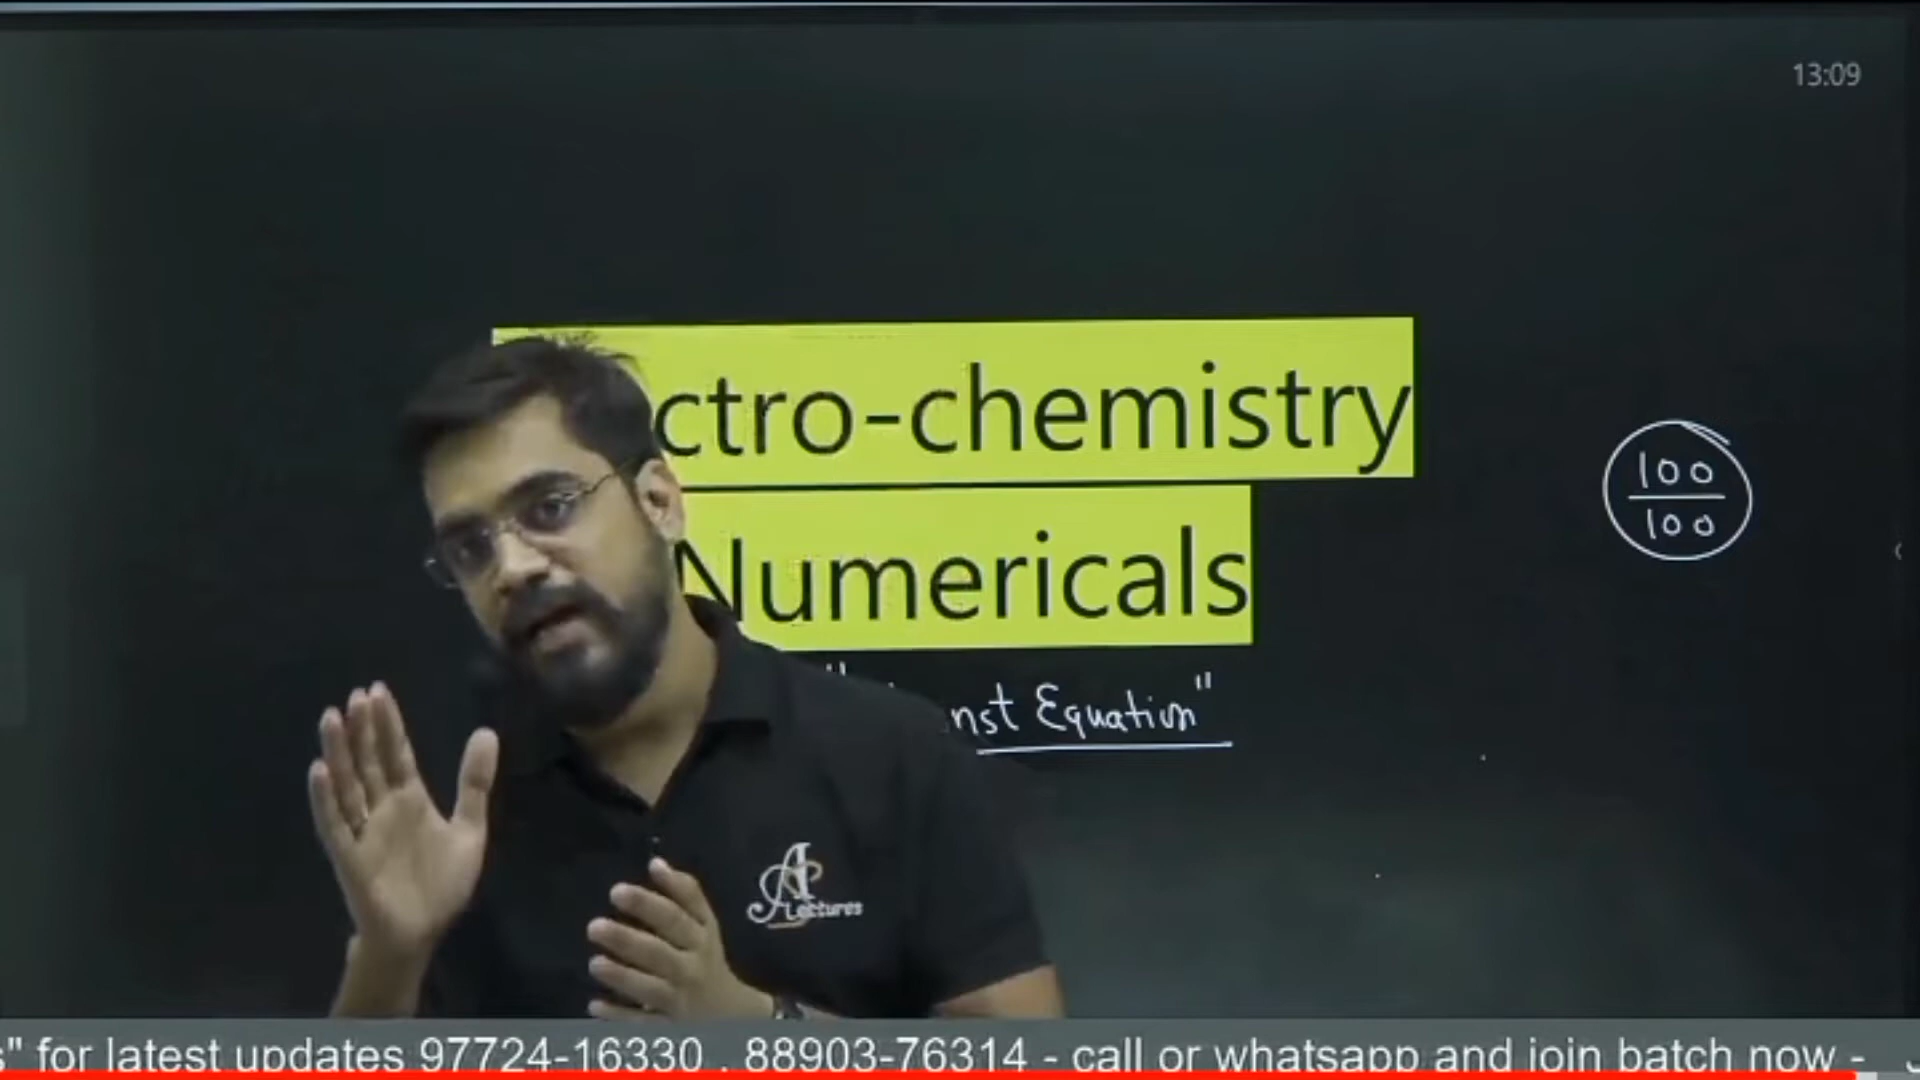 13:09
ctro-chemistry
Numericals
100
100
nst Equation"
A
Lectures
s" for latest updates 97724-16330 , 88903-76314 - call or whatsapp and join batch now -